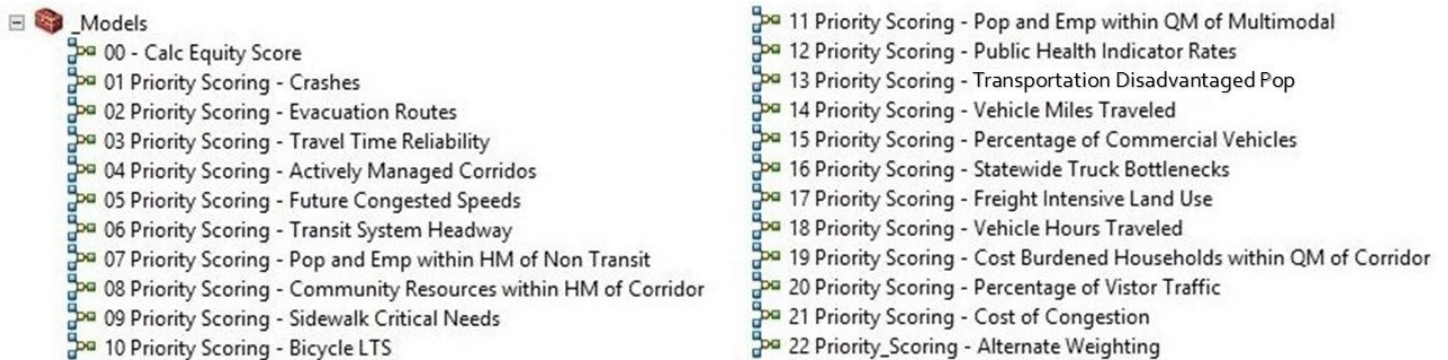 _Models
00 - Calc Equity Score
01 Priority Scoring - Crashes
02 Priority Scoring - Evacuation Routes
03 Priority Scoring - Travel Time Reliability
04 Priority Scoring - Actively Managed Corridos
05 Priority Scoring - Future Congested Speeds
06 Priority Scoring - Transit System Headway
07 Priority Scoring - Pop and Emp within HM of Non Transit
08 Priority Scoring - Community Resources within HM of Corridor
09 Priority Scoring - Sidewalk Critical Needs
10 Priority Scoring - Bicycle LTS
11 Priority Scoring - Pop and Emp within QM of Multimodal
12 Priority Scoring - Public Health Indicator Rates
13 Priority Scoring - Transportation Disadvantaged Pop
14 Priority Scoring - Vehicle Miles Traveled
15 Priority Scoring - Percentage of Commercial Vehicles
16 Priority Scoring - Statewide Truck Bottlenecks
17 Priority Scoring - Freight Intensive Land Use
18 Priority Scoring - Vehicle Hours Traveled
19 Priority Scoring - Cost Burdened Households within QM of Corridor
20 Priority Scoring - Percentage of Vistor Traffic
21 Priority Scoring - Cost of Congestion
22 Priority_Scoring - Alternate Weighting